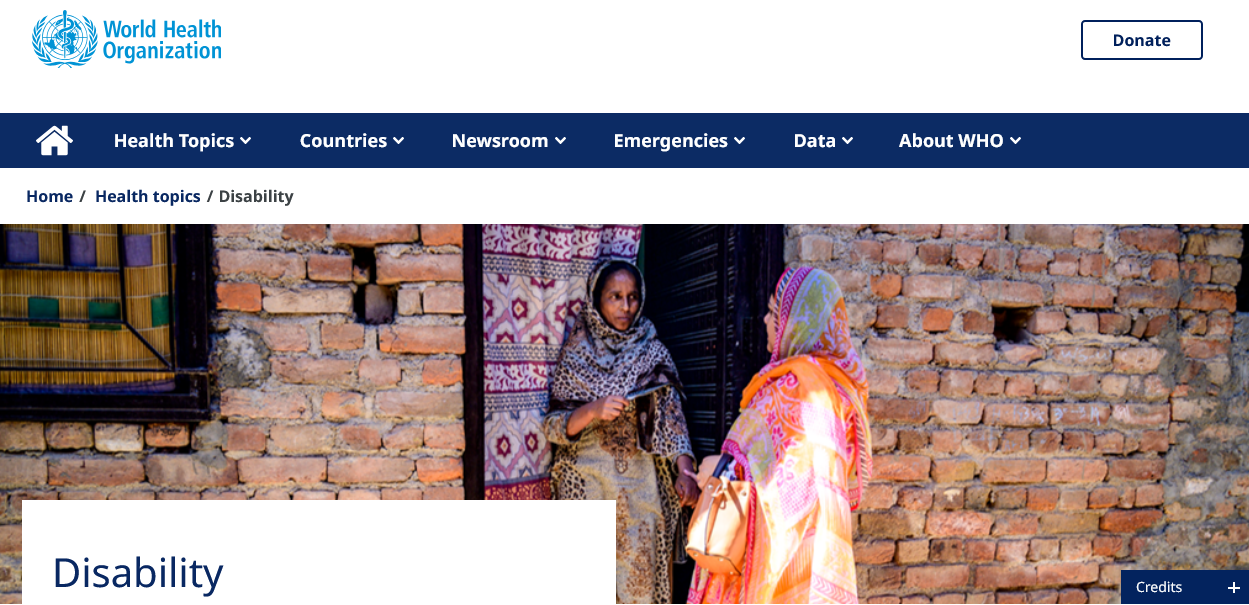 World Health
Organization
Donate
Health Topics
Countries
Newsroom
Emergencies
Data
About WHO
Home / Health topics / Disability
Disability
Credits +